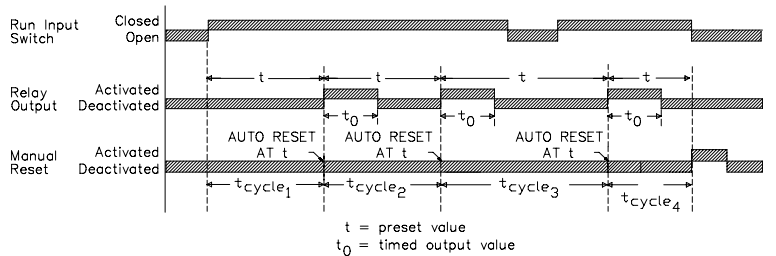 Run Input Switch
Closed
Open
t t t t
Relay Output
Activated
Deactivated
t0 t0 t0
AUTO RESET AT t
AUTO RESET AT t
AUTO RESET AT t
Manual Reset
Activated
Deactivated
tcycle1 tcycle2 tcycle3 tcycle4
t = preset value
t0 = timed output value